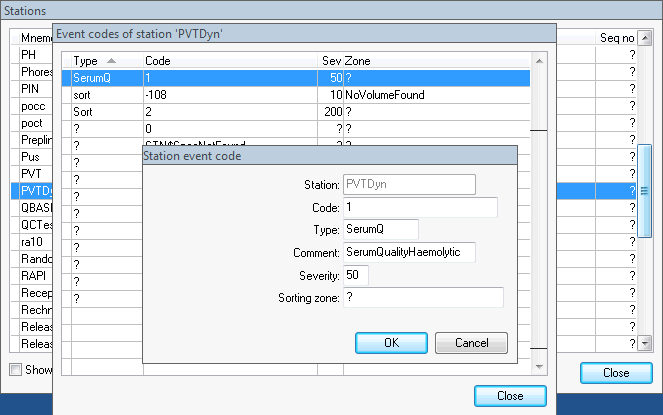 Stations
Mnem
Seq no
PH ?
Phores ?
PIN ?
pocc ?
poct ?
Preplin ?
Pus ?
PVT ?
PVTDy ?
QBAS ?
QCTes ?
ra10 ?
Rando ?
RAPI ?
Recep ?
Rechn ?
Releas ?
Releas ?
Show
Close
Event codes of station 'PVTDyn'
Type Code Sev Zone
SerumQ 1 50 ?
sort -108 10 NoVolumeFound
Sort 2 200 ?
? 0 ? ?
?
?
?
?
?
?
?
?
?
?
Close
Station event code
Station: PVTDyn
Code: 1
Type: SerumQ
Comment: SerumQualityHaemolytic
Severity: 50
Sorting zone: ?
OK Cancel